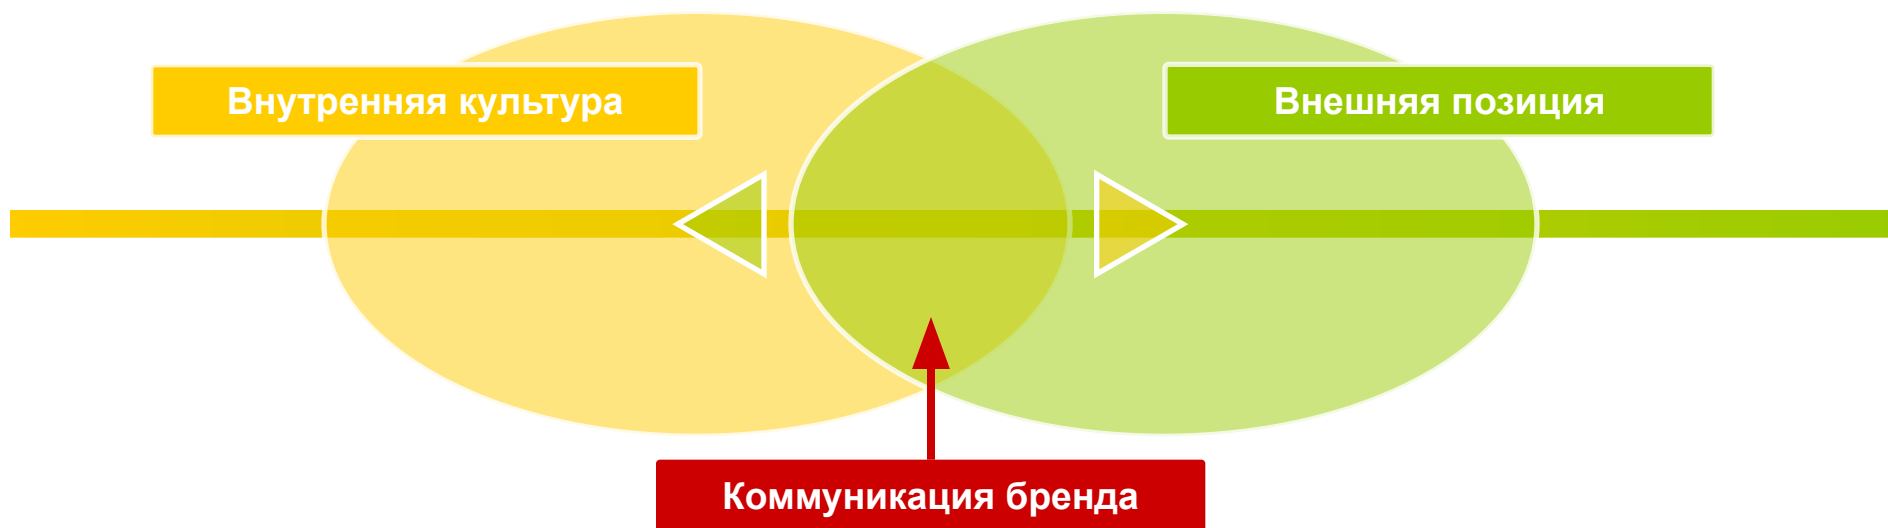 Внутренняя культура
Внешняя позиция
Коммуникация бренда